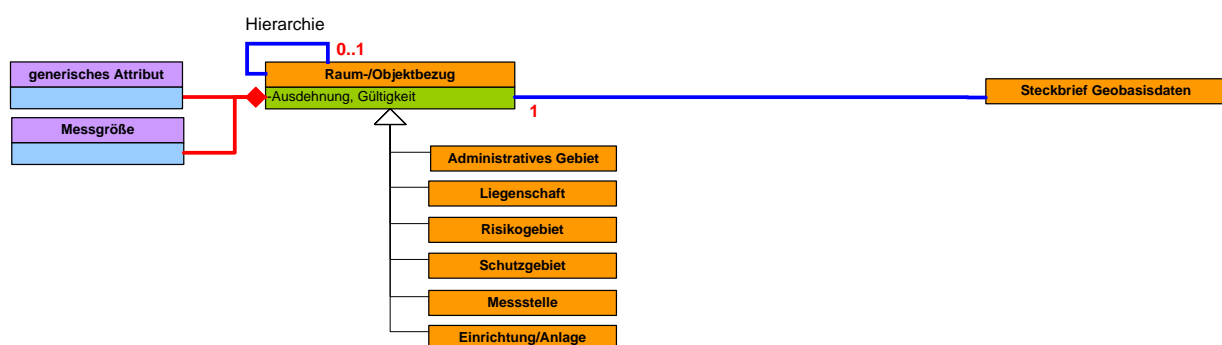 Hierarchie
0..1
generisches Attribut
Raum-/Objektbezug
-Ausdehnung, Gültigkeit
1
Steckbrief Geobasisdaten
Messgröße
Administratives Gebiet
Liegenschaft
Risikogebiet
Schutzgebiet
Messstelle
Einrichtung/Anlage